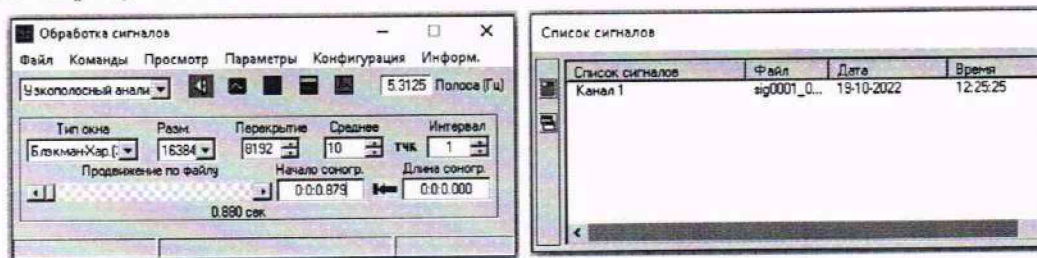 Обработка сигналов
Файл Команды Просмотр Параметры Конфигурация Информ.
Узкополосный анали 5.3125 Полоса (Гц)
Тип окна Разм. Перекрытие Среднее Интервал
Блэкман-Хар.[ 16384 8192 10 тчк 1
Продвижение по файлу Начало соногр. Длина соногр.
0:0:0.879 0:0:0.000
0.880 сек
Список сигналов
Список сигналов Файл Дата Время
Канал 1 sig0001_0... 19-10-2022 12:25:25